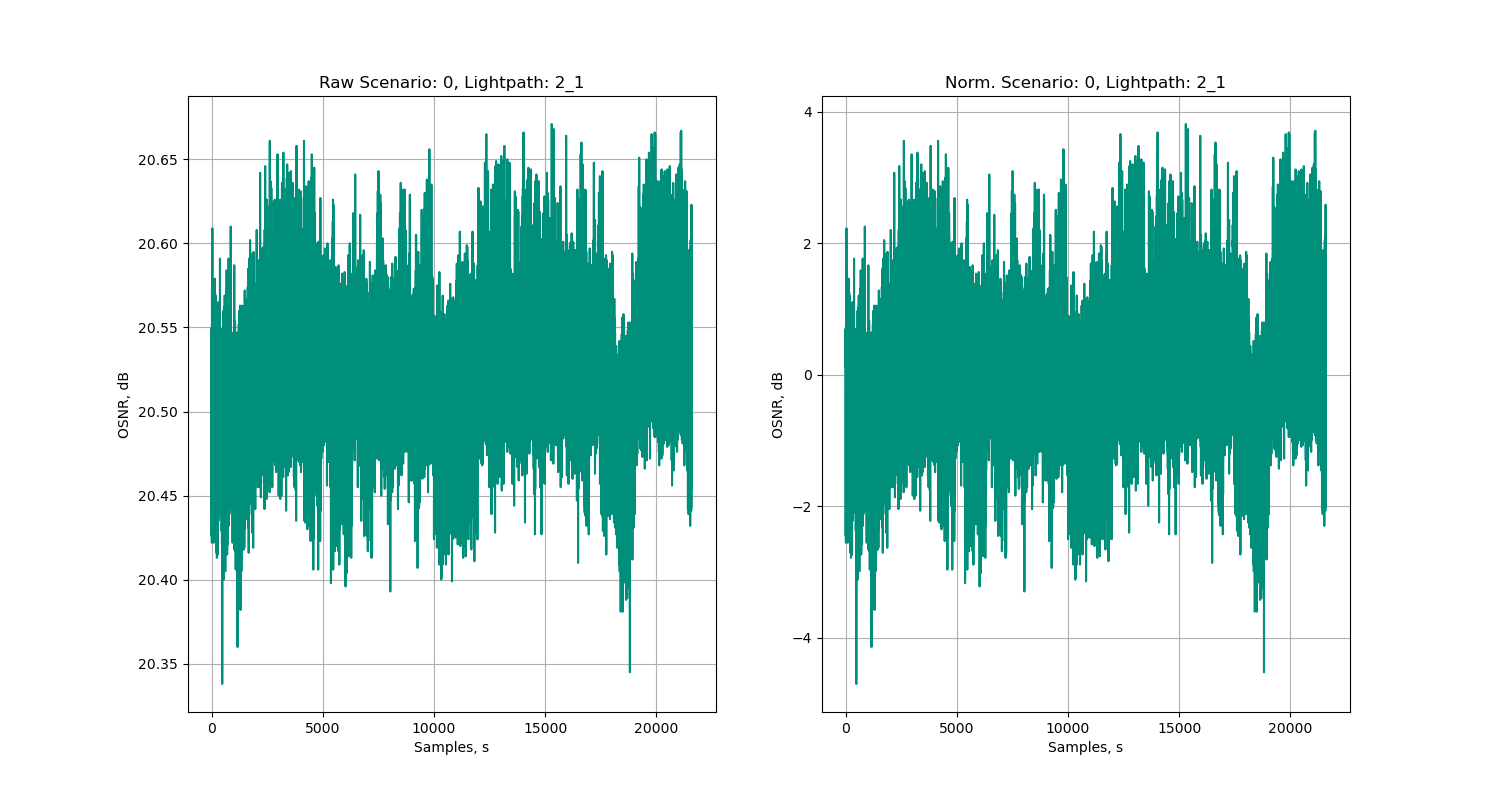 Raw Scenario: 0, Lightpath: 2_1
20.65
20.60
20.55
20.50
20.45
20.40
20.35
OSNR, dB
0 5000 10000 15000 20000
Samples, s
Norm. Scenario: 0, Lightpath: 2_1
4
2
0
−2
−4
OSNR, dB
0 5000 10000 15000 20000
Samples, s